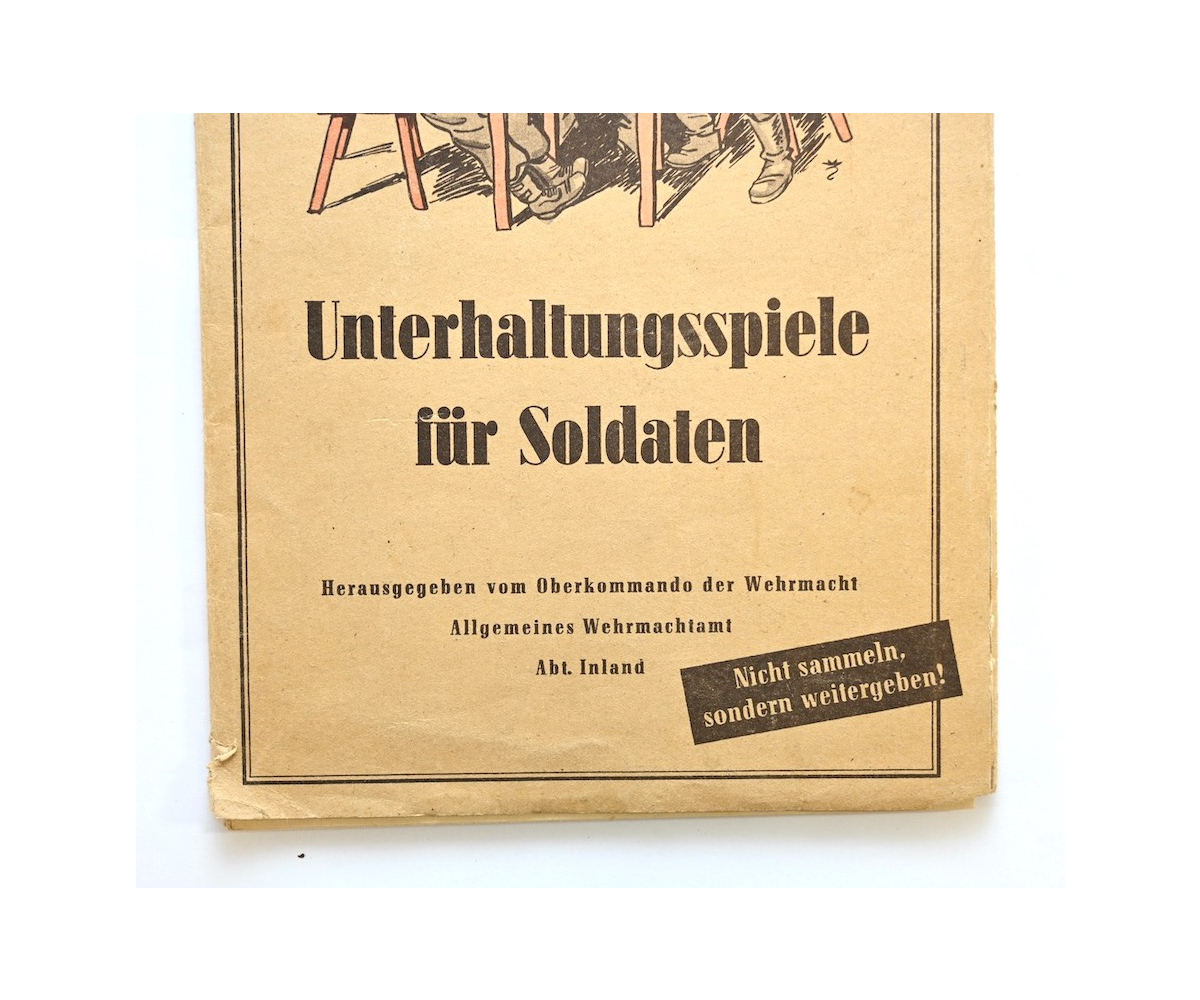 Unterhaltungsspiele
für Soldaten
Herausgegeben vom Oberkommando der Wehrmacht
Allgemeines Wehrmachtamt
Abt. Inland
Nicht sammeln,
sondern weitergeben!